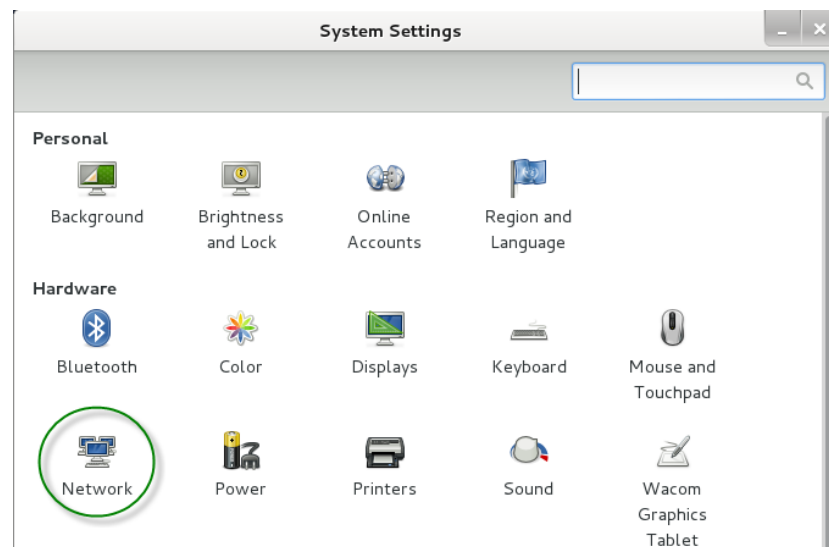 System Settings
Personal
Background
Brightness
and Lock
Online
Accounts
Region and
Language
Hardware
Bluetooth
Color
Displays
Keyboard
Mouse and
Touchpad
Network
Power
Printers
Sound
Wacom
Graphics
Tablet